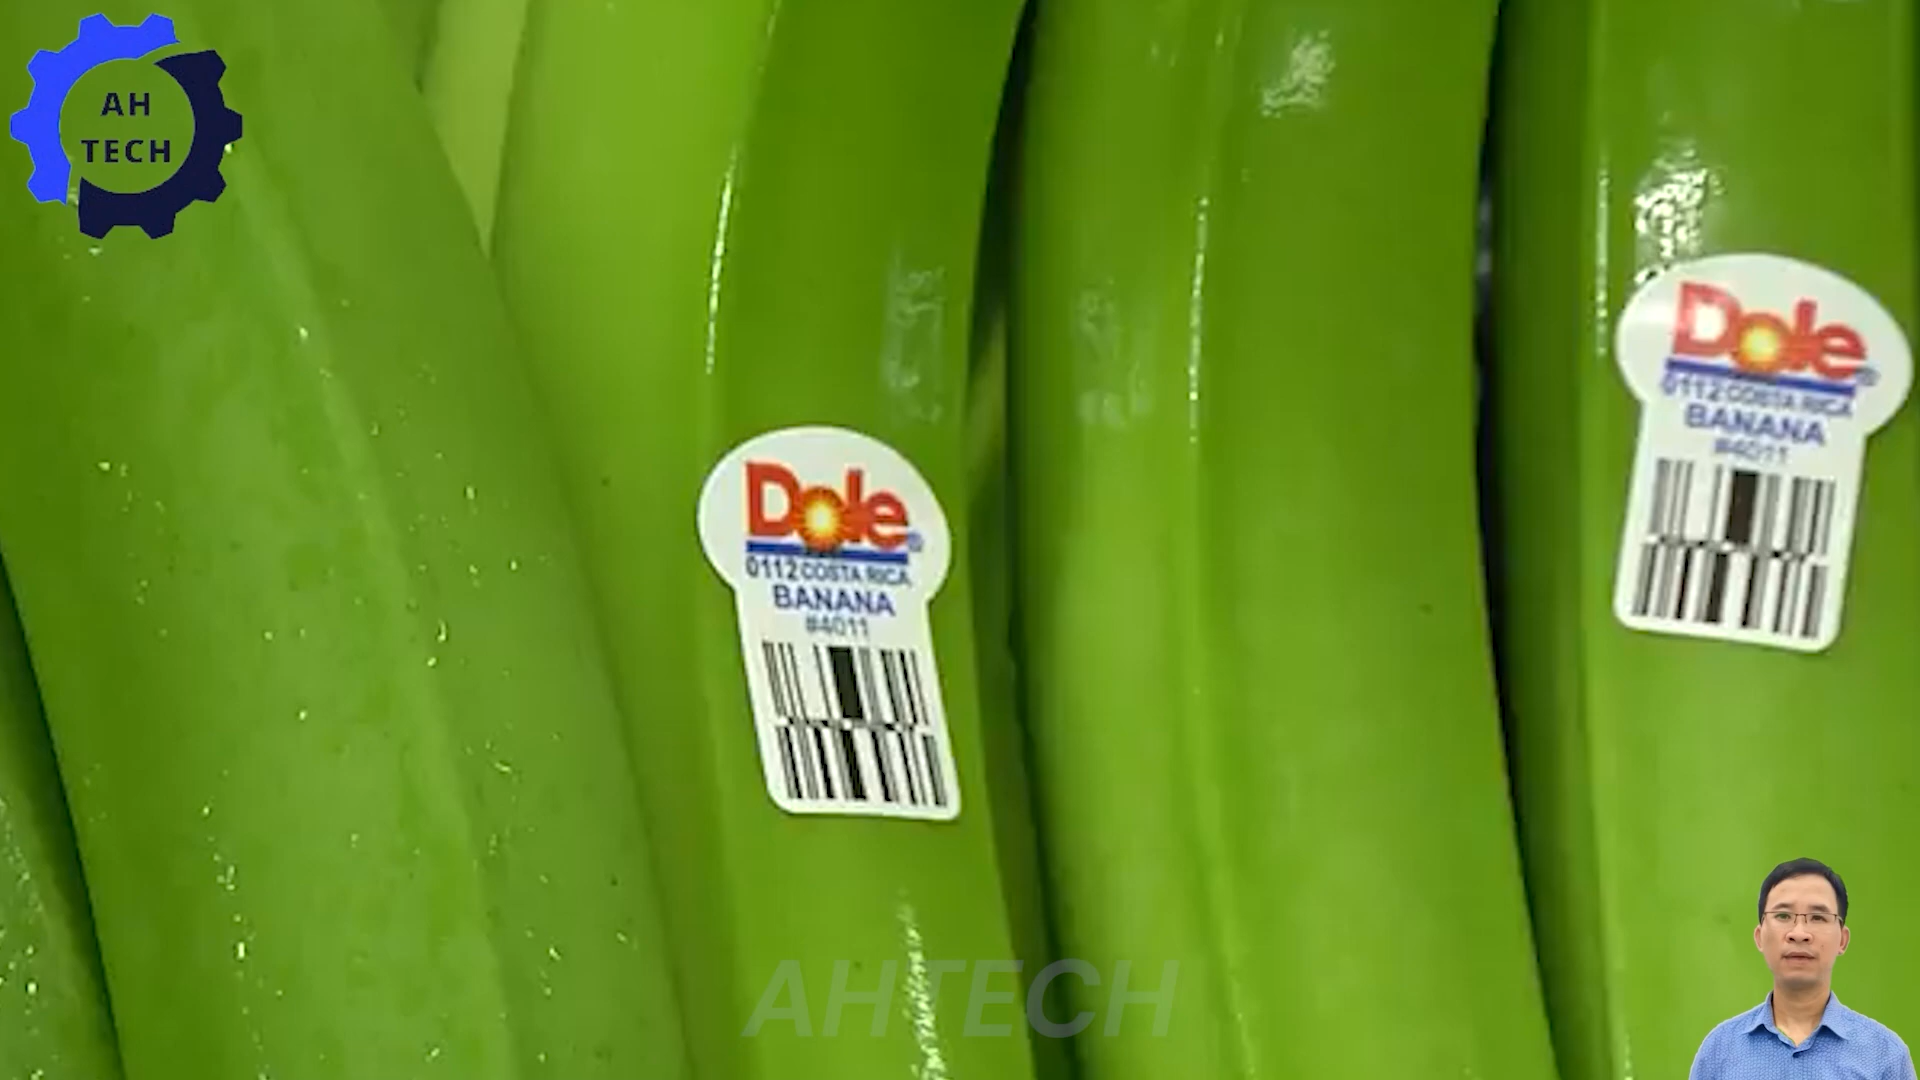 AH
TECH
Dole®
0112 COSTA RICA
BANANA
#4011
Dole®
0112 COSTA RICA
BANANA
#4011
AHTECH